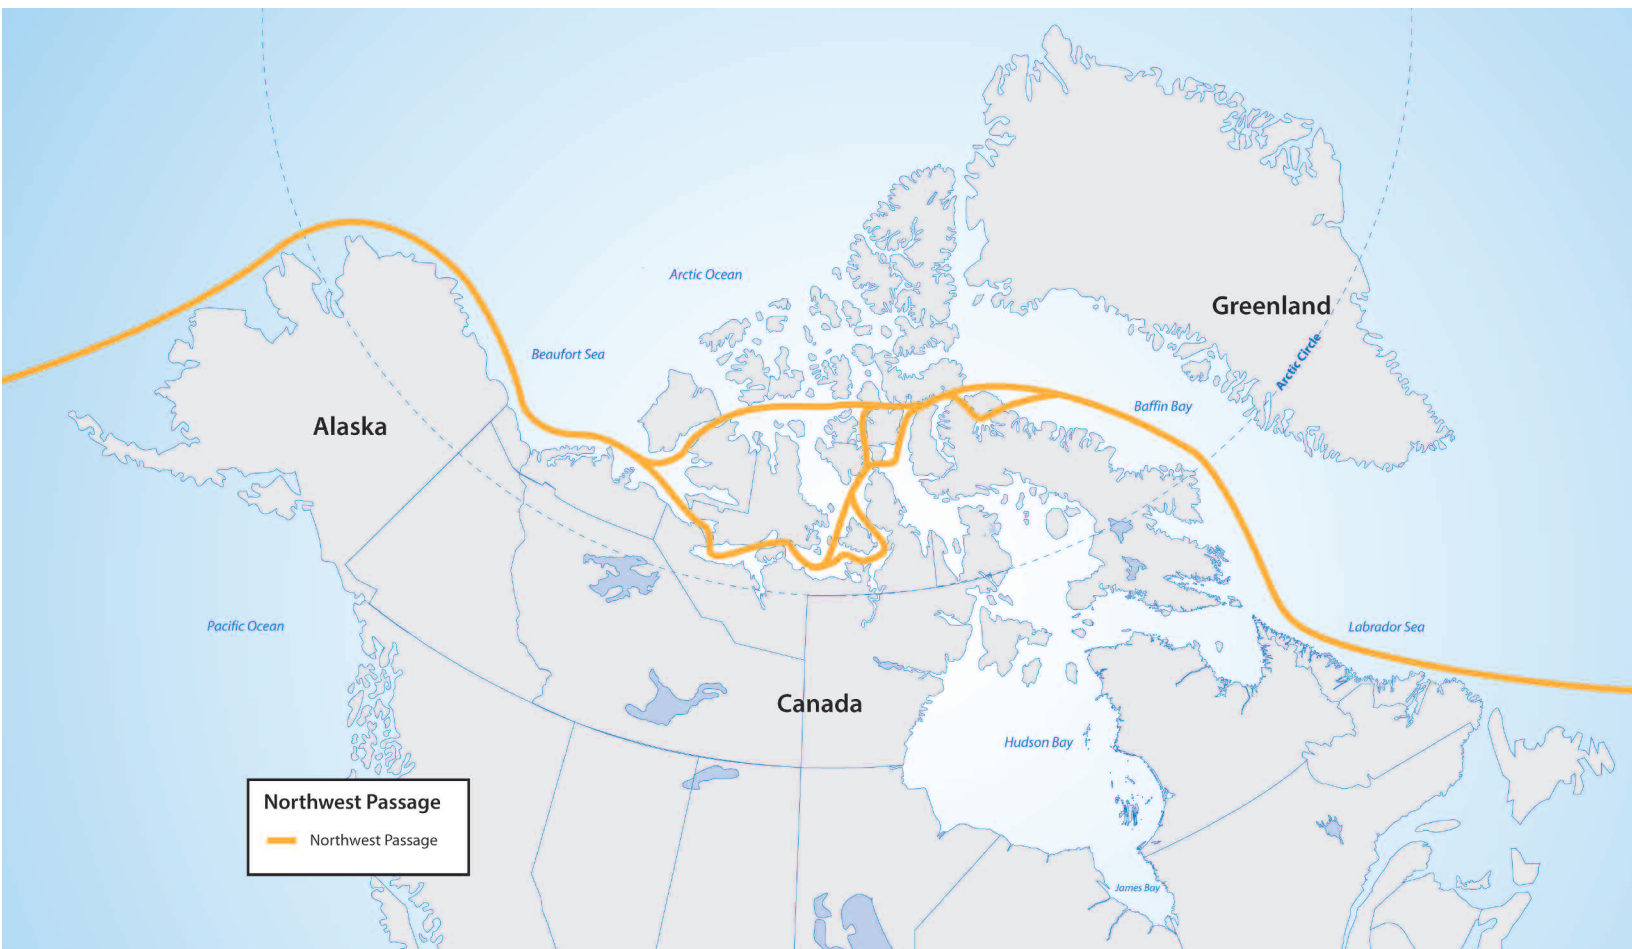 Arctic Ocean
Greenland
Beaufort Sea
Arctic Circle
Baffin Bay
Alaska
Pacific Ocean
Labrador Sea
Canada
Hudson Bay
Northwest Passage
Northwest Passage
James Bay